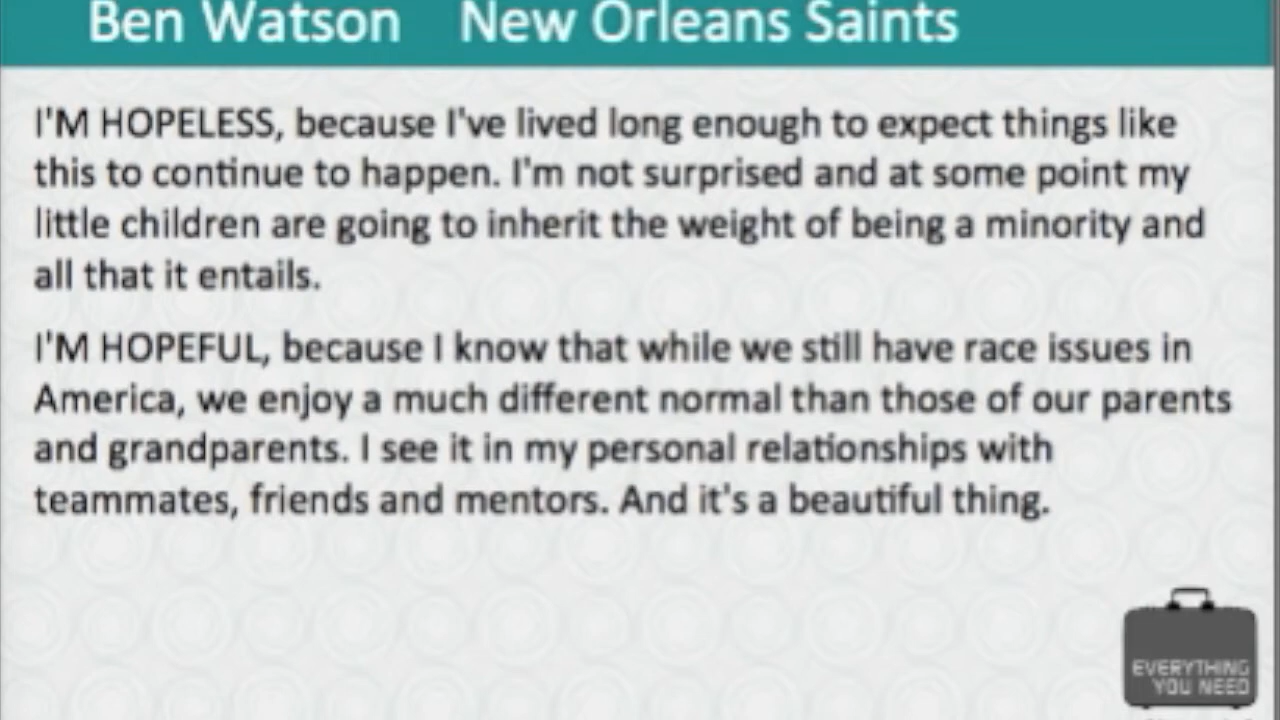 Ben Watson New Orleans Saints
I'M HOPELESS, because I've lived long enough to expect things like
this to continue to happen. I'm not surprised and at some point my
little children are going to inherit the weight of being a minority and
all that it entails.
I'M HOPEFUL, because I know that while we still have race issues in
America, we enjoy a much different normal than those of our parents
and grandparents. I see it in my personal relationships with
teammates, friends and mentors. And it's a beautiful thing.
EVERYTHING
YOU NEED